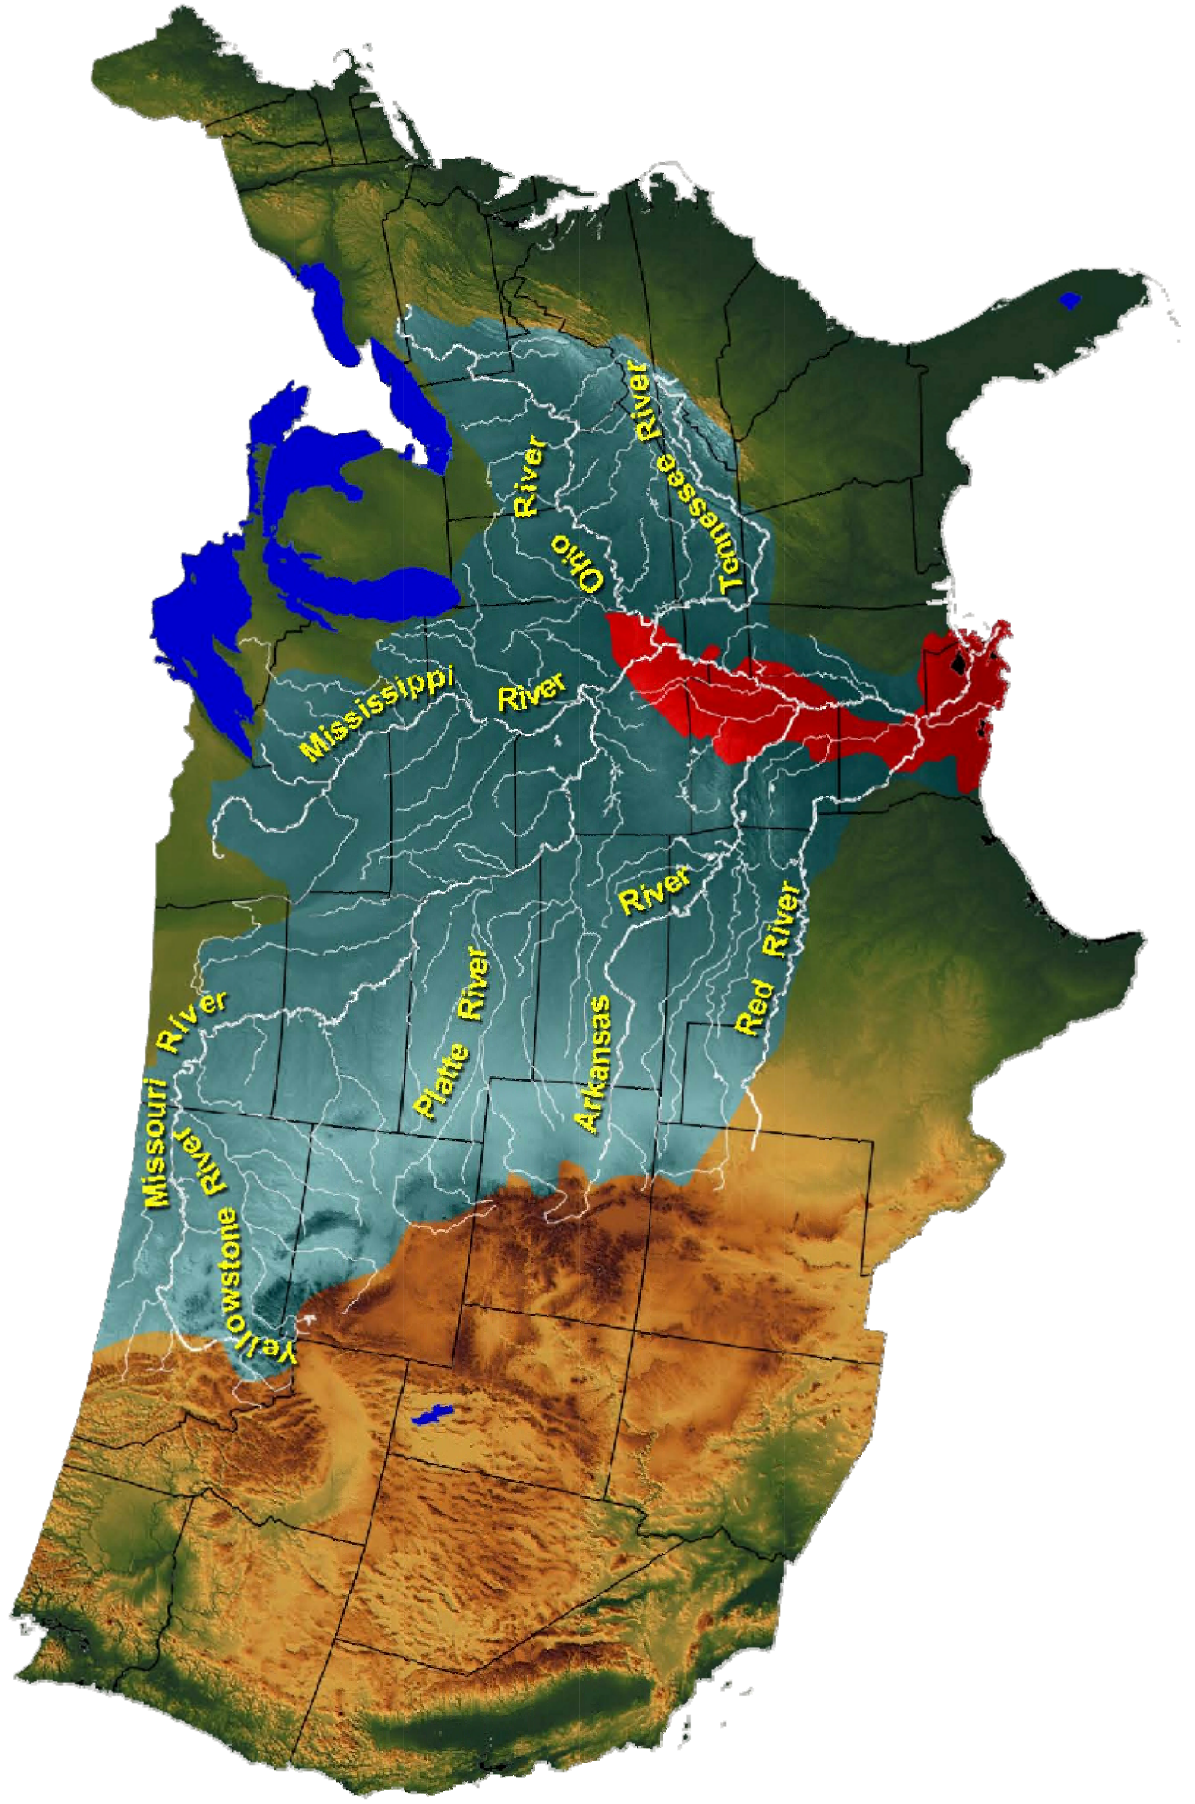 Tennessee River
Ohio River
Mississippi River
Arkansas River
Red River
Platte River
Missouri River
Yellowstone River